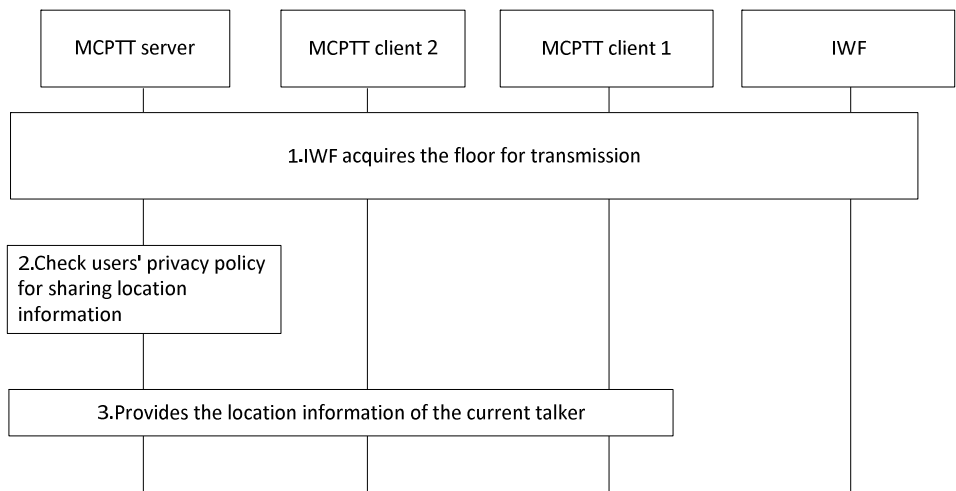 MCPTT server
MCPTT client 2
MCPTT client 1
IWF
1.IWF acquires the floor for transmission
2.Check users' privacy policy
for sharing location
information
3.Provides the location information of the current talker